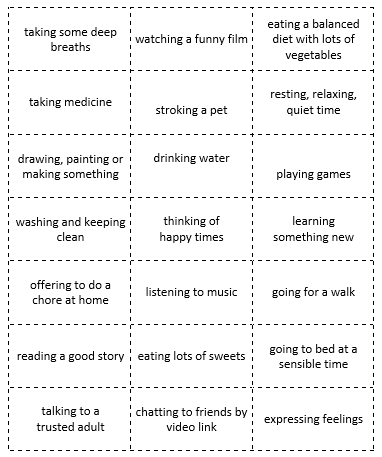 taking some deep
breaths
watching a funny film
eating a balanced
diet with lots of
vegetables
taking medicine
stroking a pet
resting, relaxing,
quiet time
drawing, painting or
making something
drinking water
playing games
washing and keeping
clean
thinking of
happy times
learning
something new
offering to do a
chore at home
listening to music
going for a walk
reading a good story
eating lots of sweets
going to bed at a
sensible time
talking to a
trusted adult
chatting to friends by
video link
expressing feelings